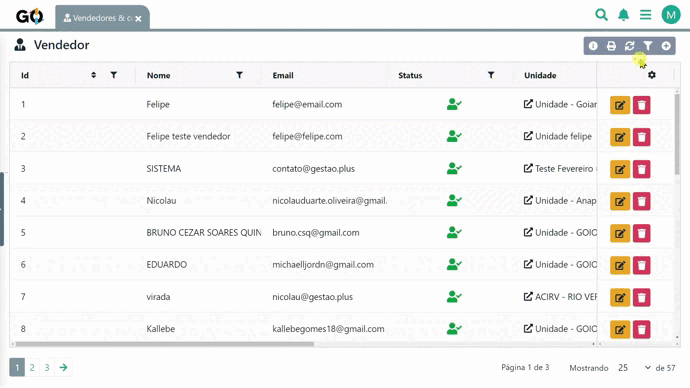 GO Vendedores & c
M
Vendedor
Id Nome Email Status Unidade
1 Felipe felipe@email.com Unidade - Goian
2 Felipe teste vendedor felipe@felipe.com Unidade felipe
3 SISTEMA contato@gestao.plus Teste Fevereiro
4 Nicolau nicolauduarte.oliveira@gmail. Unidade - Anap
5 BRUNO CEZAR SOARES QUIN bruno.csq@gmail.com Unidade - GOIO
6 EDUARDO michaelljordn@gmail.com Unidade - GOIO
7 virada nicolau@gestao.plus ACIRV - RIO VER
8 Kallebe kallebegomes18@gmail.com Unidade - GOIO
1 2 3 Página 1 de 3 Mostrando 25 de 57